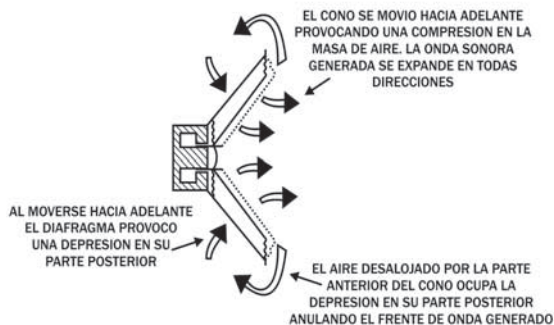 EL CONO SE MOVIO HACIA ADELANTE
PROVOCANDO UNA COMPRESION EN LA
MASA DE AIRE. LA ONDA SONORA
GENERADA SE EXPANDE EN TODAS
DIRECCIONES
AL MOVERSE HACIA ADELANTE
EL DIAFRAGMA PROVOCO
UNA DEPRESION EN SU
PARTE POSTERIOR
EL AIRE DESALOJADO POR LA PARTE
ANTERIOR DEL CONO OCUPA LA
DEPRESION EN SU PARTE POSTERIOR
ANULANDO EL FRENTE DE ONDA GENERADO